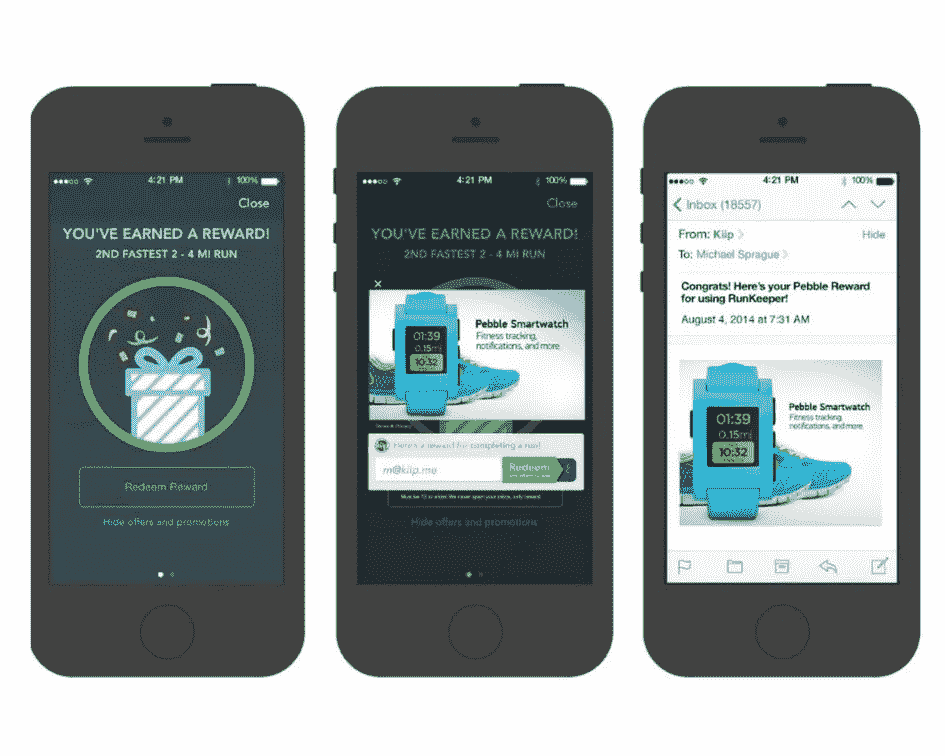 4:21 PM
100%
Close
YOU'VE EARNED A REWARD!
2ND FASTEST 2 - 4 MI RUN
Redeem Reward
Hide offers and promotions
4:21 PM
100%
Close
YOU'VE EARNED A REWARD!
2ND FASTEST 2 - 4 MI RUN
×
01:39
0.15mi
10:32
Pebble Smartwatch
Fitness tracking,
notifications, and more.
Here's a reward for completing a run!
m@kiip.me
Redeem
Hide offers and promotions
4:21 PM
100%
Inbox (18557)
From: Kiip
Hide
To: Michael Sprague
Congrats! Here's your Pebble Reward
for using RunKeeper!
August 4, 2014 at 7:31 AM
01:39
0.15mi
10:32
Pebble Smartwatch
Fitness tracking,
notifications, and more.